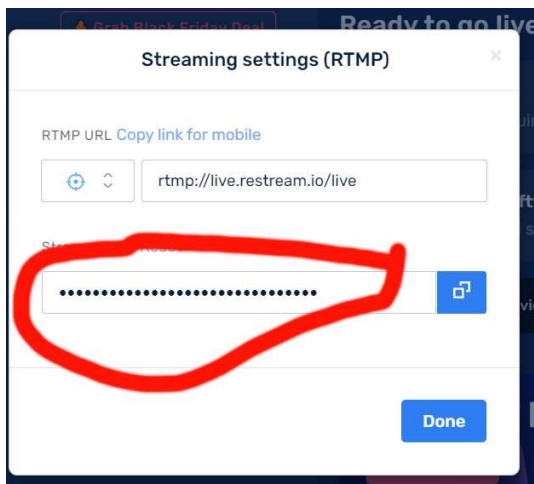 Grab Black Friday Deal
Ready to go live
Streaming settings (RTMP)
RTMP URL Copy link for mobile
rtmp://live.restream.io/live
•••••••••••••••••••••••••••••••
Done